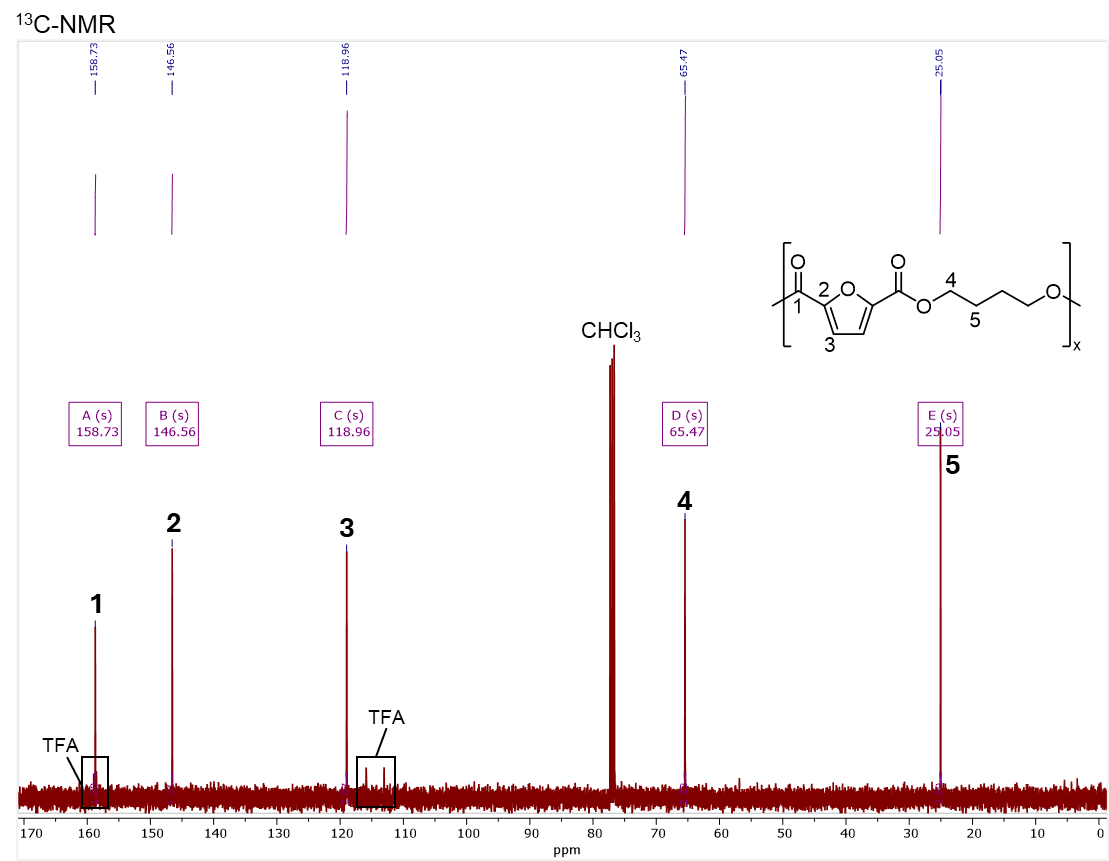 ¹³C-NMR
158.73
146.56
118.96
65.47
25.05
O
O
4
2
O
O
O
1
5
3
x
CHCl₃
A (s)
158.73
B (s)
146.56
C (s)
118.96
D (s)
65.47
E (s)
25.05
5
4
2
3
1
TFA
TFA
170
160
150
140
130
120
110
100
90
80
70
60
50
40
30
20
10
0
ppm